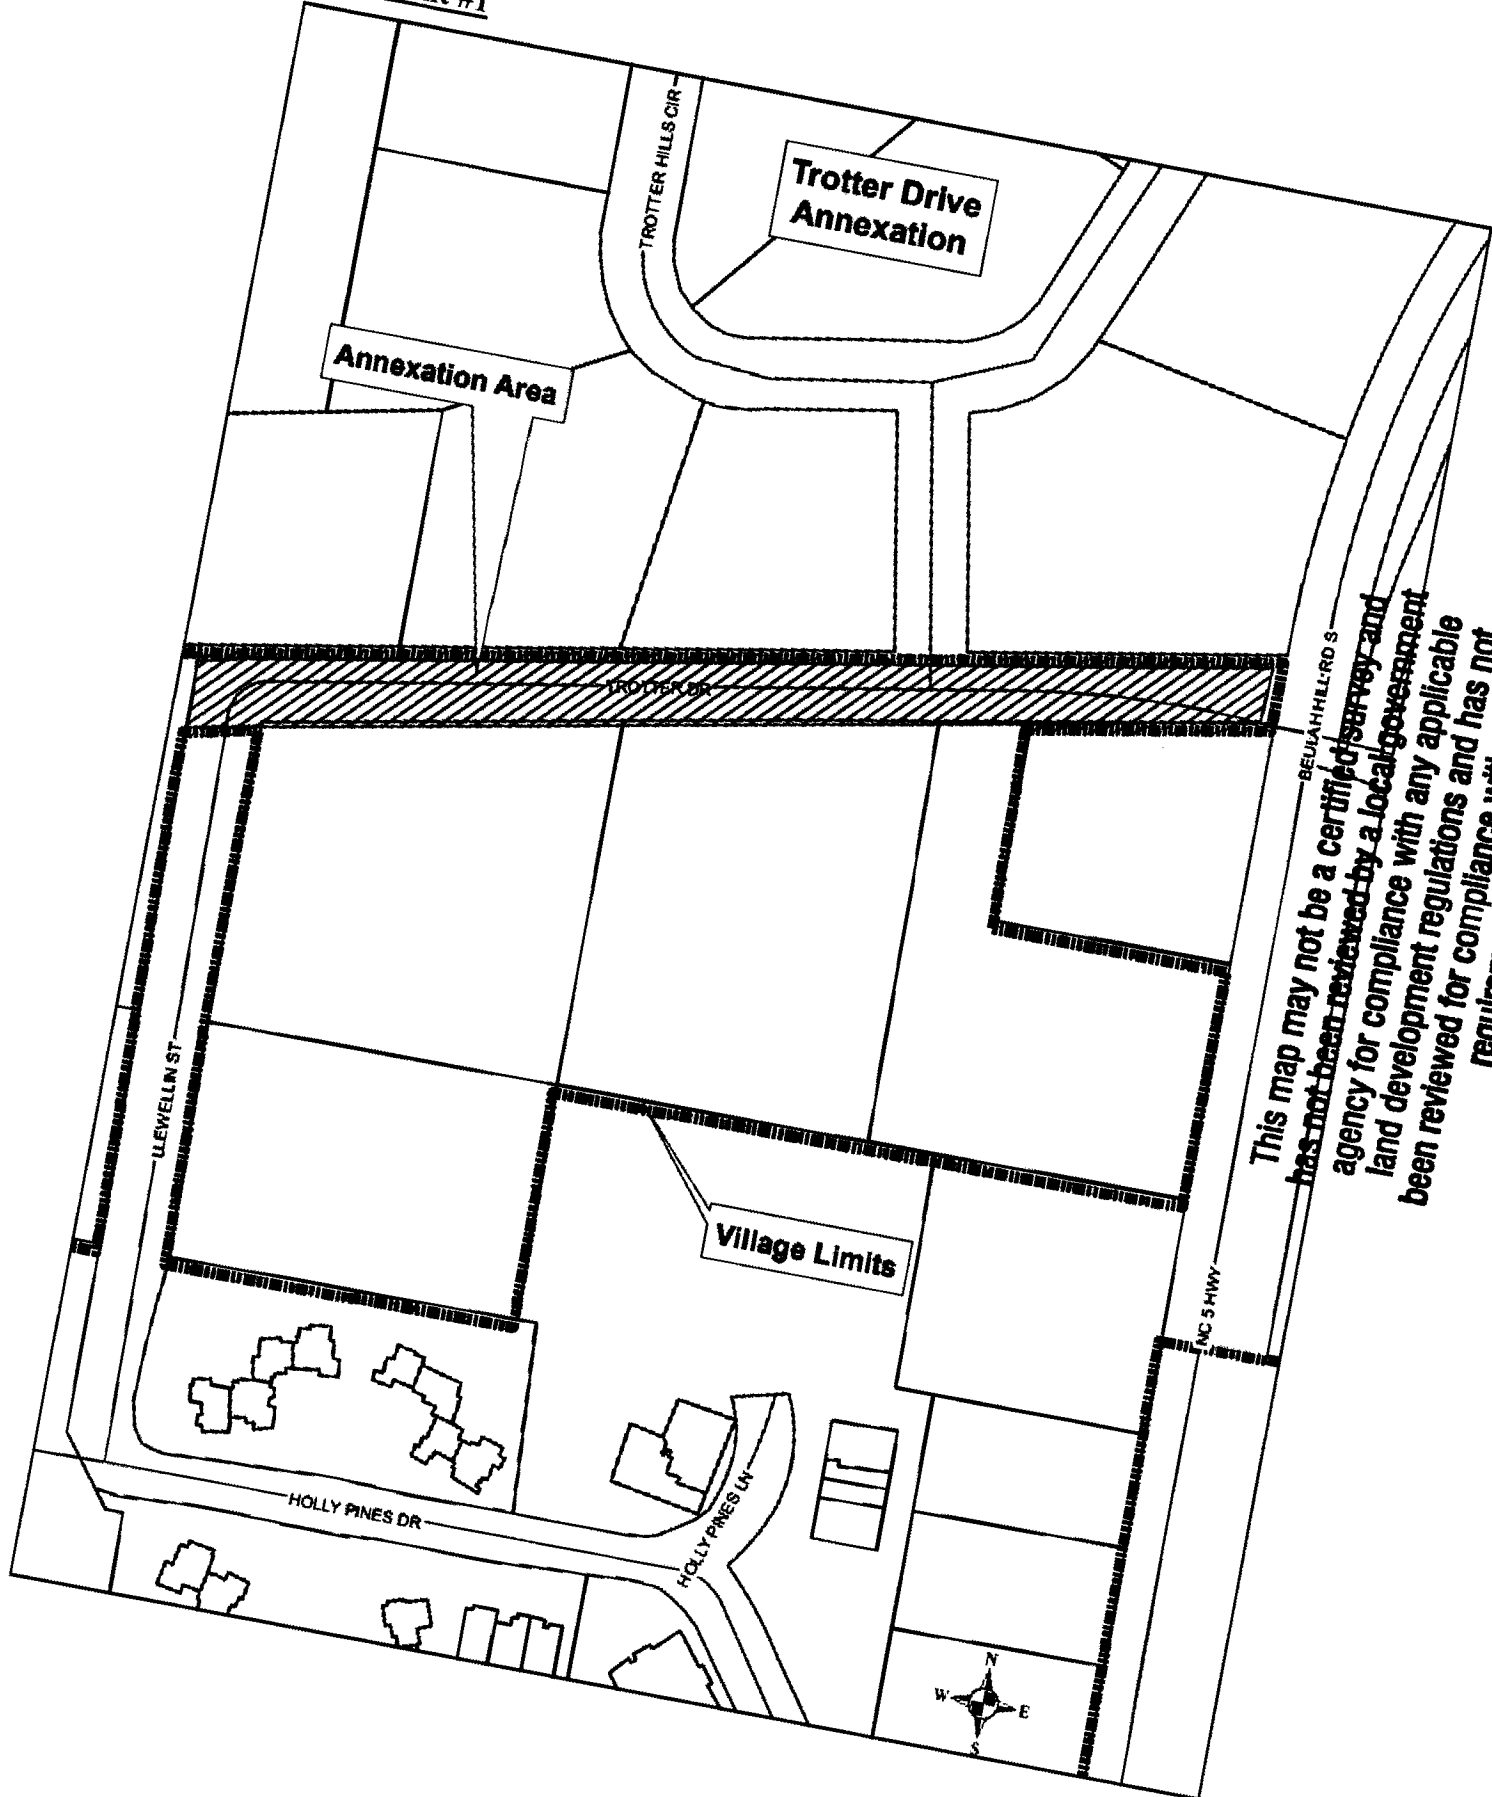 #1
TROTTER HILLS CIR
Trotter Drive
Annexation
Annexation Area
TROTTER DR
BEULAH HILL RD S
This map may not be a certified survey and
has not been reviewed by a local government
agency for compliance with any applicable
land development regulations and has not
been reviewed for compliance
LLEWELLIN ST
Village Limits
NC 5 HWY
HOLLY PINES DR
HOLLY PINES LN
N
W
E
S